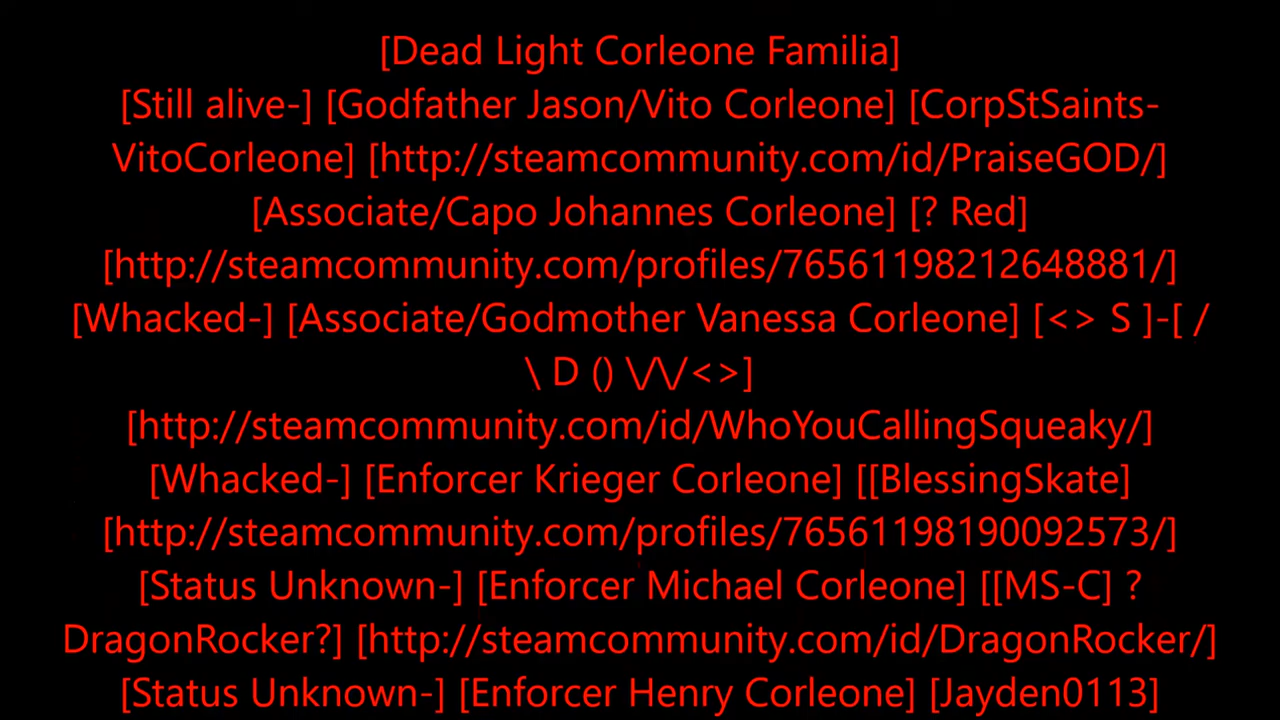 [Dead Light Corleone Familia]
[Still alive-] [Godfather Jason/Vito Corleone] [CorpStSaints-
VitoCorleone] [http://steamcommunity.com/id/PraiseGOD/]
[Associate/Capo Johannes Corleone] [? Red]
[http://steamcommunity.com/profiles/76561198212648881/]
[Whacked-] [Associate/Godmother Vanessa Corleone] [<> S ]-[ /
\ D () \/\/<>]
[http://steamcommunity.com/id/WhoYouCallingSqueaky/]
[Whacked-] [Enforcer Krieger Corleone] [[BlessingSkate]
[http://steamcommunity.com/profiles/76561198190092573/]
[Status Unknown-] [Enforcer Michael Corleone] [[MS-C] ?
DragonRocker?] [http://steamcommunity.com/id/DragonRocker/]
[Status Unknown-] [Enforcer Henry Corleone] [Jayden0113]